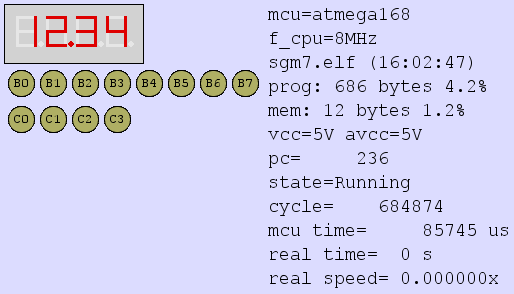 12.34
B0 B1 B2 B3 B4 B5 B6 B7
C0 C1 C2 C3
mcu=atmega168
f_cpu=8MHz
sgm7.elf (16:02:47)
prog: 686 bytes 4.2%
mem: 12 bytes 1.2%
vcc=5V avcc=5V
pc= 236
state=Running
cycle= 684874
mcu time= 85745 us
real time= 0 s
real speed= 0.000000x